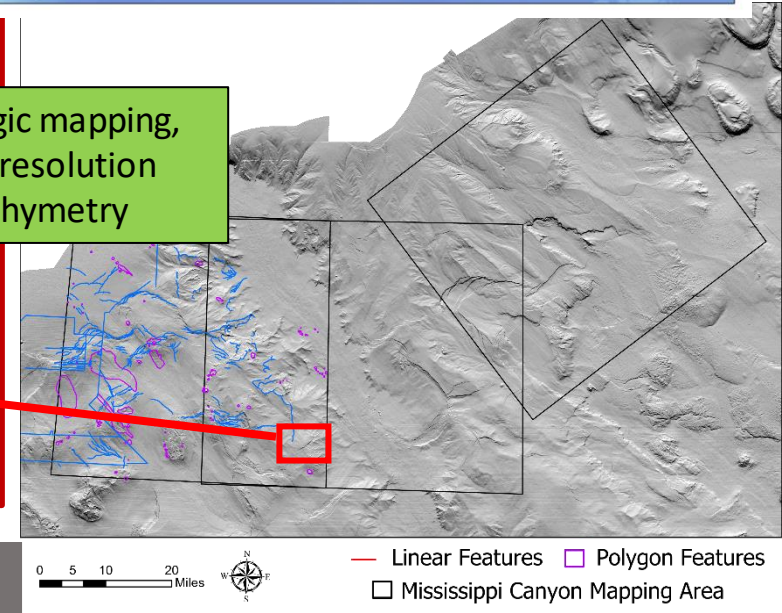 gic mapping,
resolution
hymetry
0 5 10 20
Miles
N
W E
S
Linear Features Polygon Features
Mississippi Canyon Mapping Area